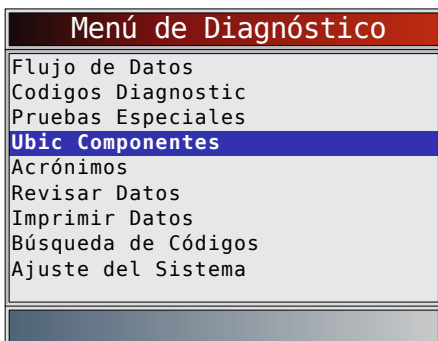 Menú de Diagnóstico
Flujo de Datos
Codigos Diagnostic
Pruebas Especiales
Ubic Componentes
Acrónimos
Revisar Datos
Imprimir Datos
Búsqueda de Códigos
Ajuste del Sistema